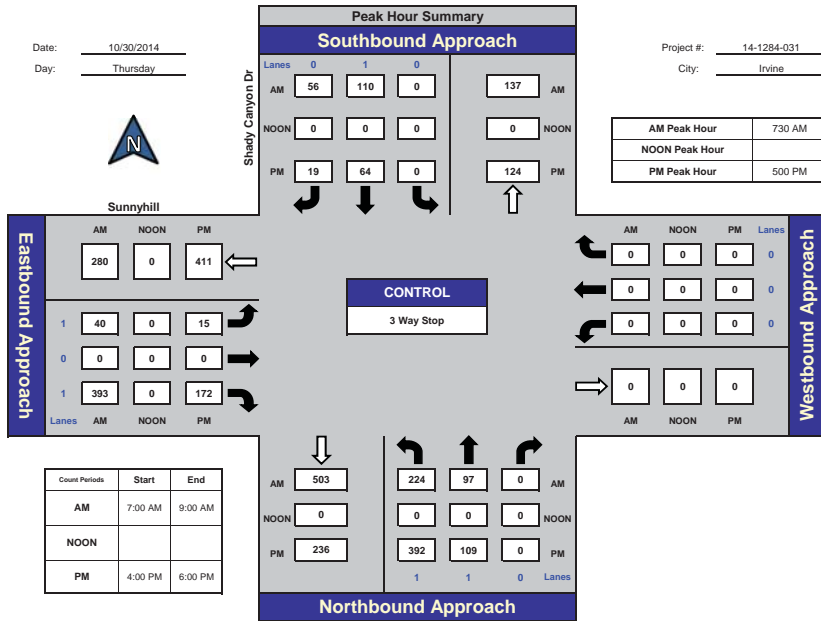 Peak Hour Summary
Southbound Approach
Date: 10/30/2014
Day: Thursday
Project #: 14-1284-031
City: Irvine
N
Shady Canyon Dr
Lanes 0 1 0
AM 56 110 0 137 AM
NOON 0 0 0 0 NOON
PM 19 64 0 124 PM
AM Peak Hour 730 AM
NOON Peak Hour
PM Peak Hour 500 PM
Sunnyhill
Eastbound Approach
AM NOON PM
280 0 411
1 40 0 15
0 0 0 0
1 393 0 172
Lanes AM NOON PM
CONTROL
3 Way Stop
Westbound Approach
AM NOON PM Lanes
0 0 0 0
0 0 0 0
0 0 0 0
0 0 0
AM NOON PM
Count Periods Start End
AM 7:00 AM 9:00 AM
NOON
PM 4:00 PM 6:00 PM
AM 503 224 97 0 AM
NOON 0 0 0 0 NOON
PM 236 392 109 0 PM
1 1 0 Lanes
Northbound Approach